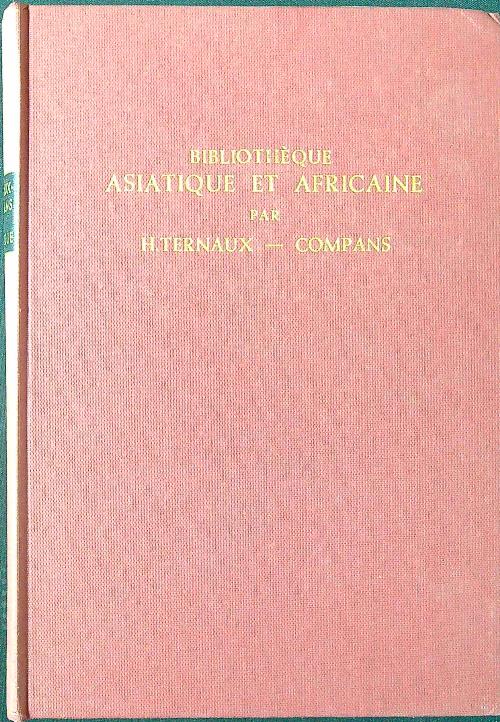 BIBLIOTHÈQUE
ASIATIQUE ET AFRICAINE
PAR
H.TERNAUX — COMPANS